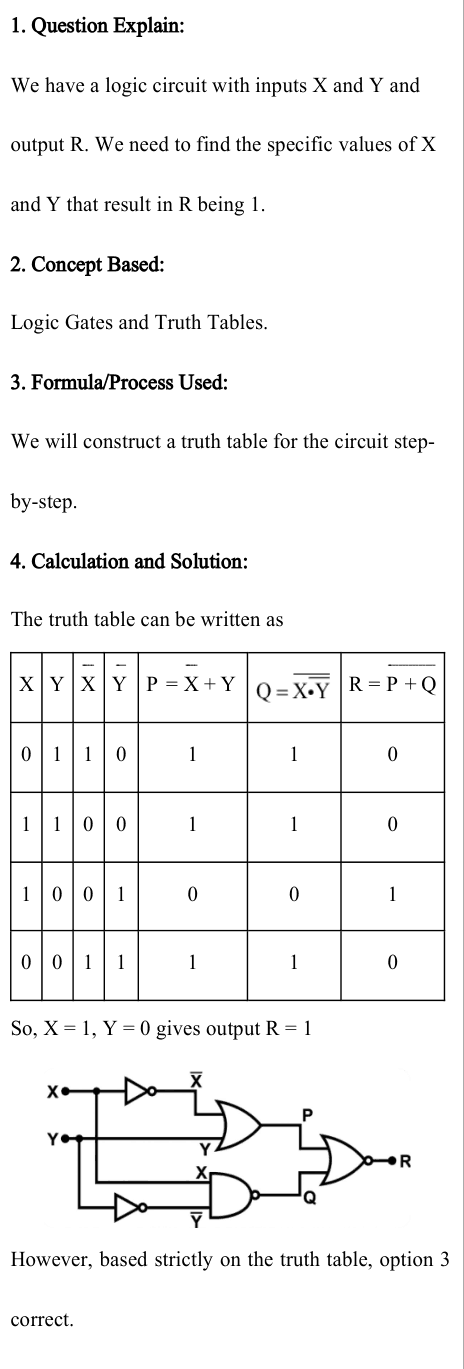 1. Question Explain:
We have a logic circuit with inputs X and Y and
output R. We need to find the specific values of X
and Y that result in R being 1.
2. Concept Based:
Logic Gates and Truth Tables.
3. Formula/Process Used:
We will construct a truth table for the circuit step-
by-step.
4. Calculation and Solution:
The truth table can be written as
X Y X̅ Y̅ P = X̅ + Y Q = \overline{X•\overline{Y}} R = \overline{P + Q}
0 1 1 0 1 1 0
1 1 0 0 1 1 0
1 0 0 1 0 0 1
0 0 1 1 1 1 0
So, X = 1, Y = 0 gives output R = 1
X X̅
P
Y Y
R
X
Q
Y̅
However, based strictly on the truth table, option 3
correct.